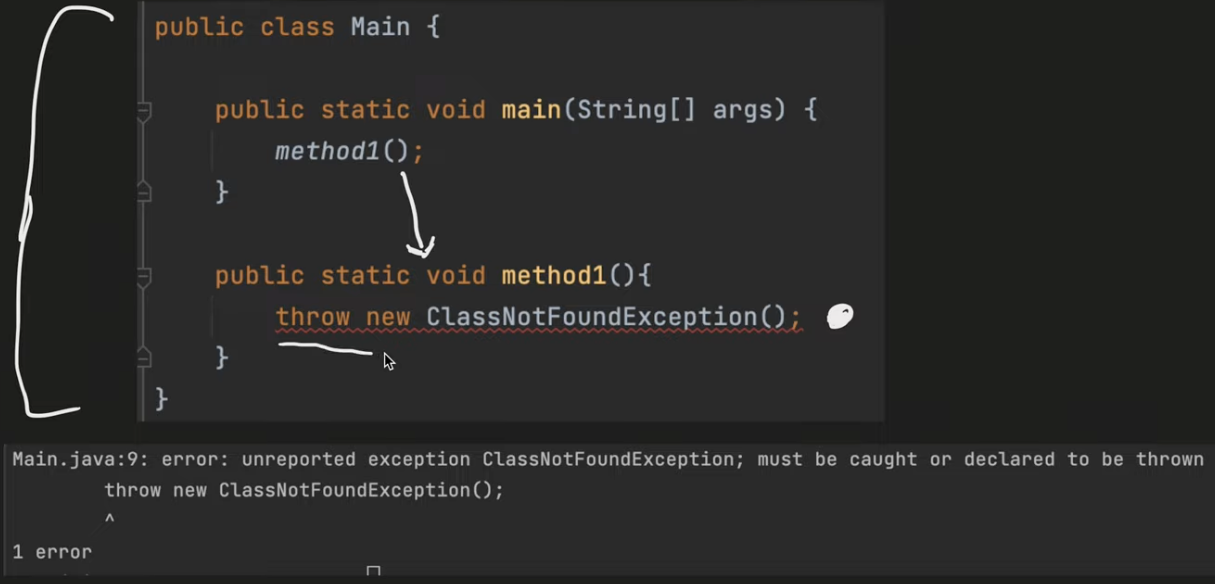 public class Main {
public static void main(String[] args) {
method1();
}
public static void method1(){
throw new ClassNotFoundException();
}
}
Main.java:9: error: unreported exception ClassNotFoundException; must be caught or declared to be thrown
throw new ClassNotFoundException();
^
1 error